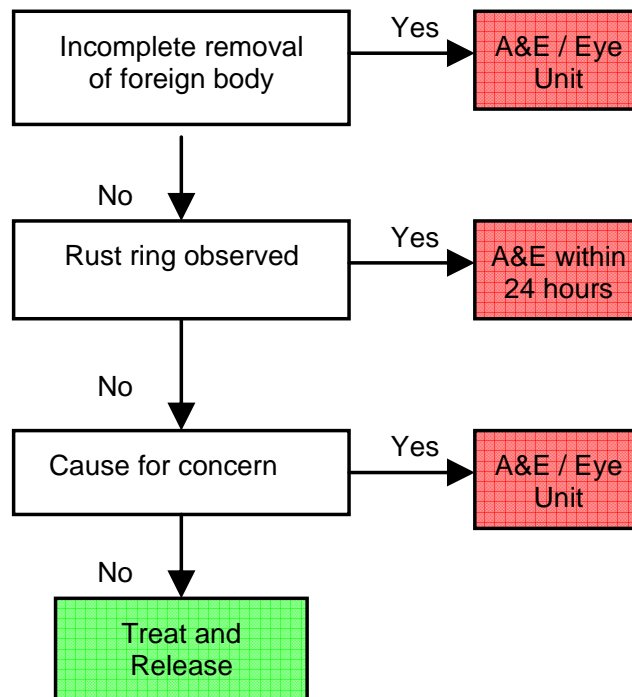 Incomplete removal
of foreign body
Yes
A&E / Eye
Unit
No
Rust ring observed
Yes
A&E within
24 hours
No
Cause for concern
Yes
A&E / Eye
Unit
No
Treat and
Release